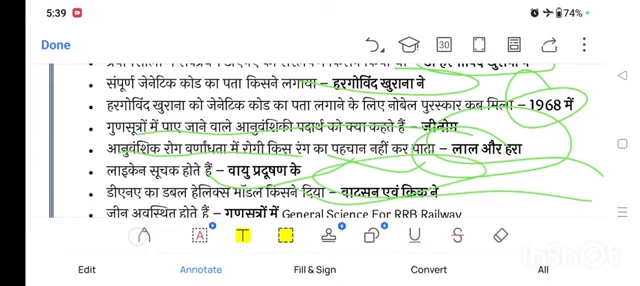 5:39
74%
Done
30
संपूर्ण जेनेटिक कोड का पता किसने लगाया - हरगोविंद खुराना ने
हरगोविंद खुराना को जेनेटिक कोड का पता लगाने के लिए नोबेल पुरस्कार कब मिला - 1968 में
गुणसूत्रों में पाए जाने वाले आनुवंशिकी पदार्थ को क्या कहते हैं - जीनोम
आनुवंशिक रोग वर्णांधता में रोगी किस रंग का पहचान नहीं कर पाता - लाल और हरा
लाइकेन सूचक होते हैं - वायु प्रदूषण के
डीएनए का डबल हेलिक्स मॉडल किसने दिया - वाटसन एवं क्रिक ने
जीन अवस्थित होते हैं - गुणसूत्रों में General Science For RRB Railway
Edit Annotate Fill & Sign Convert All
InShOt